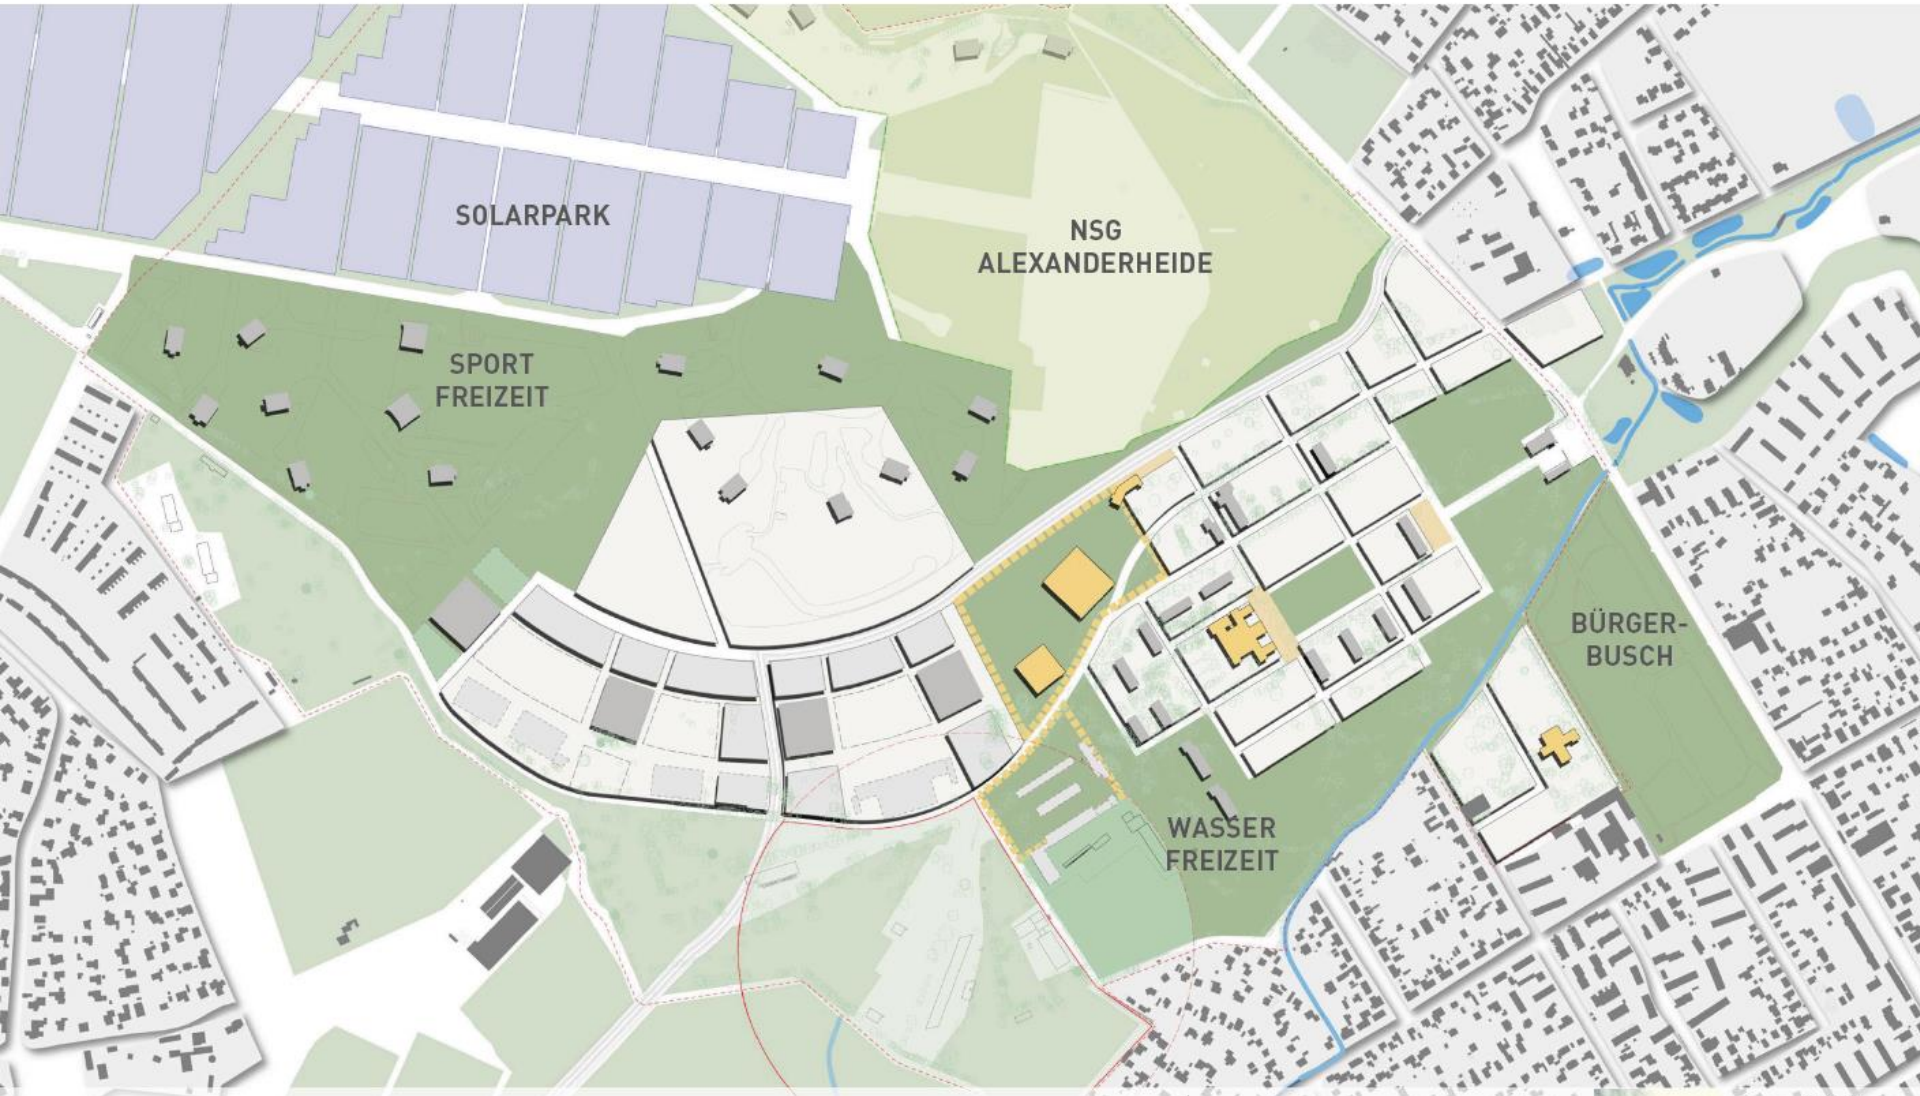 SOLARPARK
NSG
ALEXANDERHEIDE
SPORT
FREIZEIT
BÜRGER-
BUSCH
WASSER
FREIZEIT